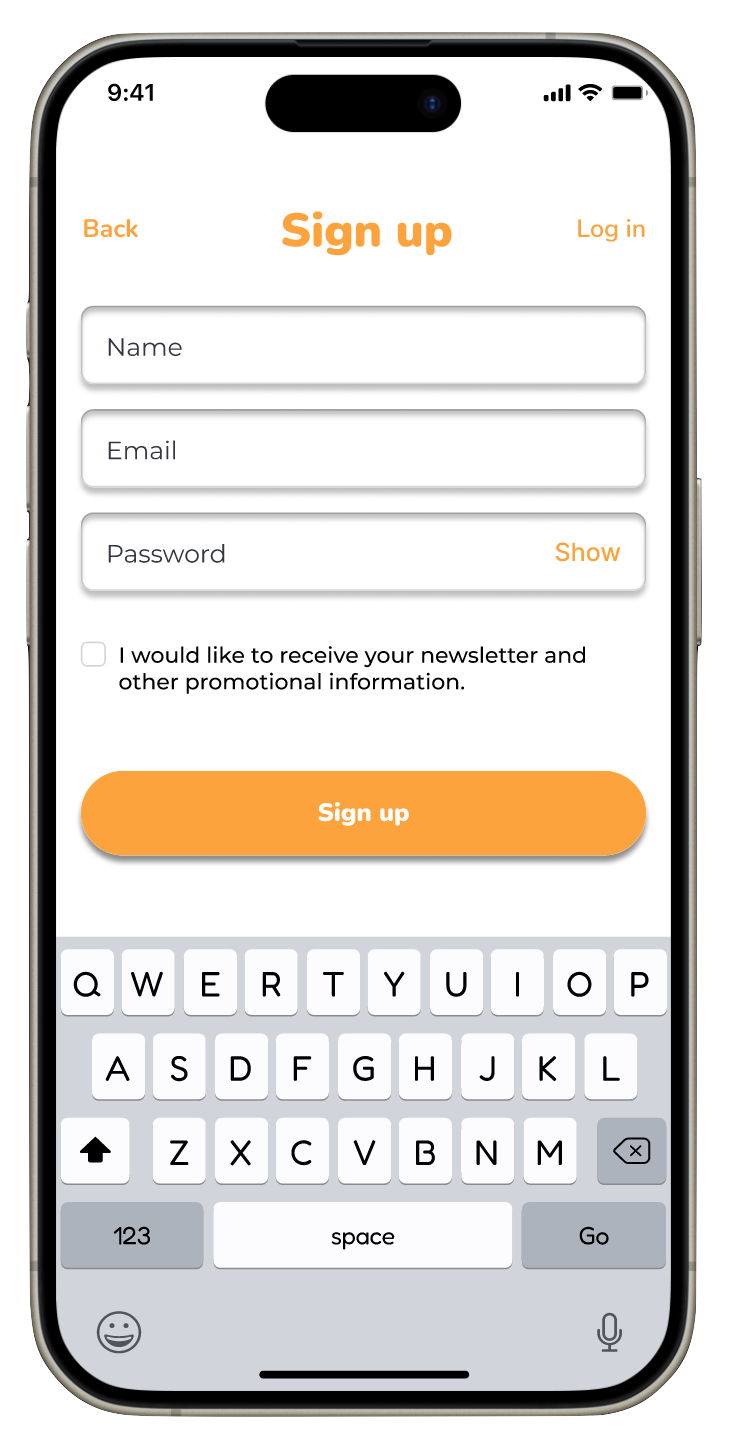 9:41
Back Sign up Log in
Name
Email
Password Show
I would like to receive your newsletter and
other promotional information.
Sign up
Q W E R T Y U I O P
A S D F G H J K L
Z X C V B N M
123 space Go